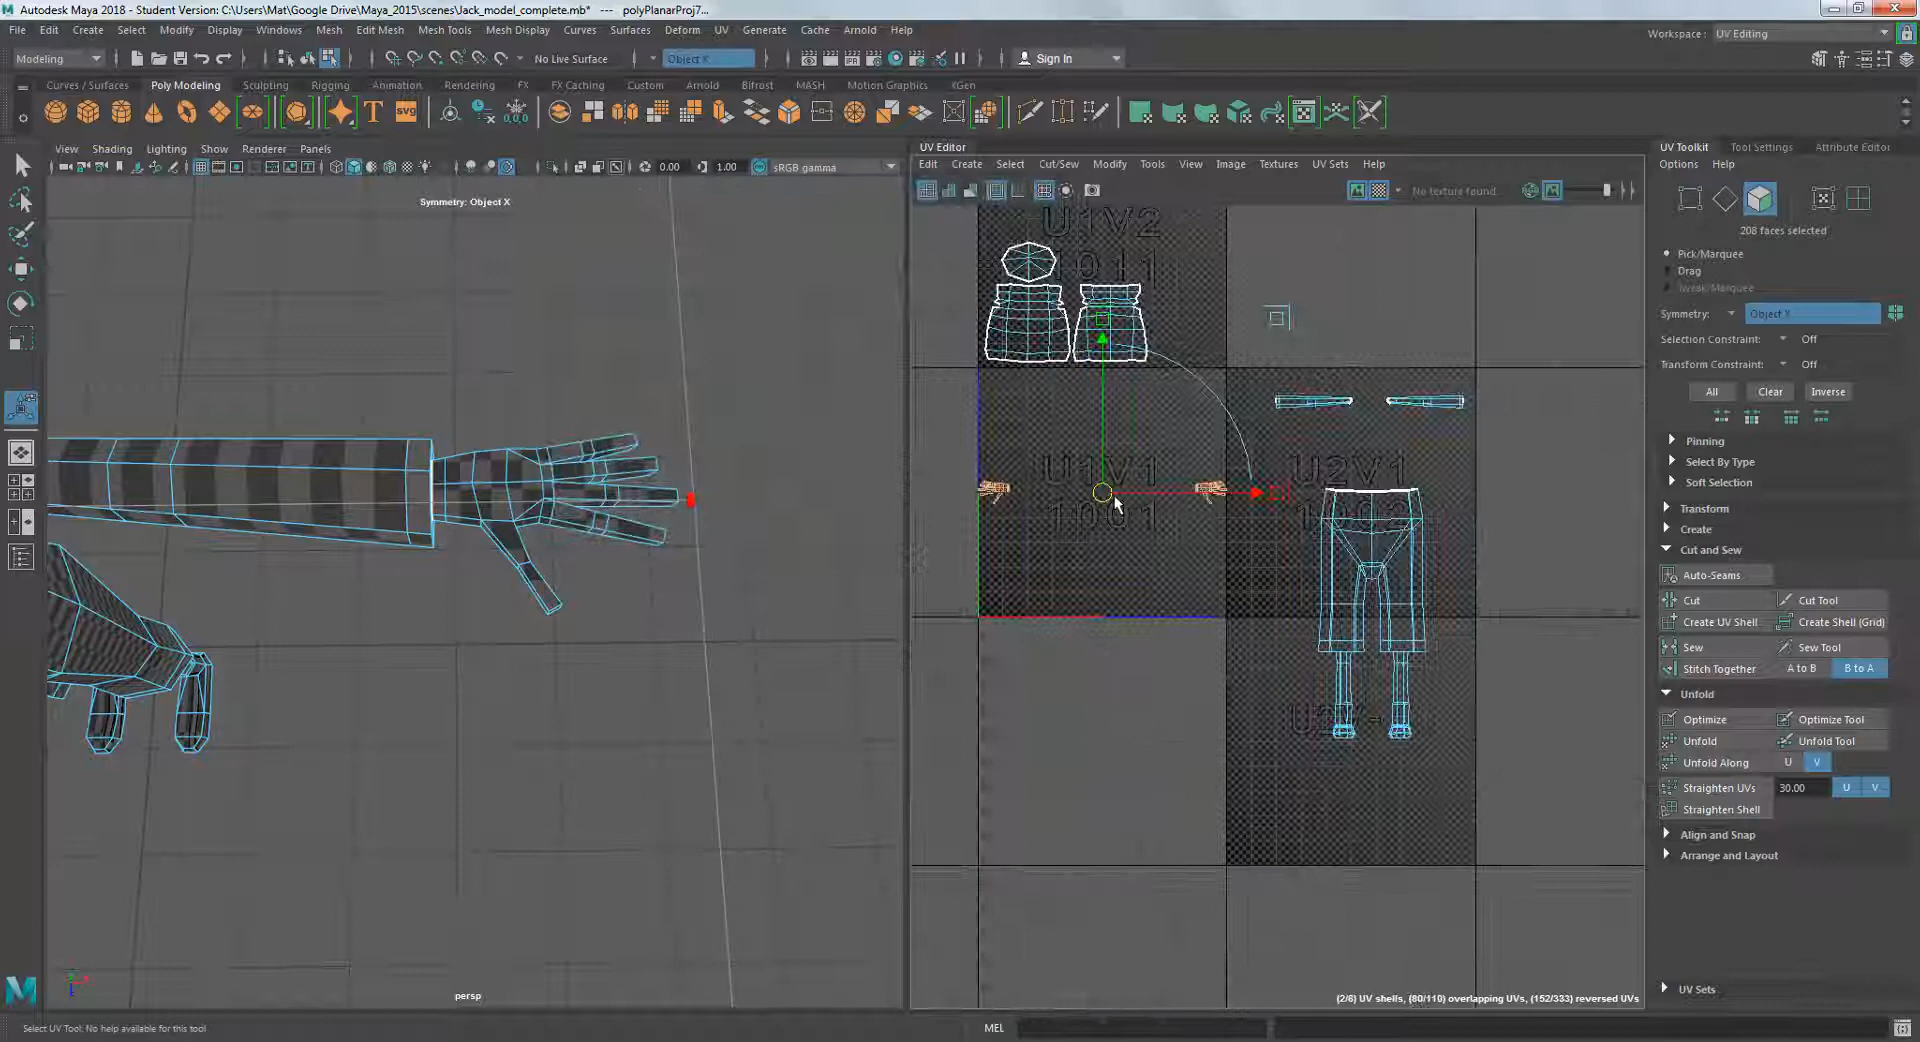 Autodesk Maya 2018 - Student Version: C:\Users\Mat\Google Drive\Maya_2015\scenes\Jack_model_complete.mb* --- polyPlanarProj7...
File Edit Create Select Modify Display Windows Mesh Edit Mesh Mesh Tools Mesh Display Curves Surfaces Deform UV Generate Cache Arnold Help
Workspace : UV Editing
Modeling
No Live Surface
Object X
Sign In
Curves / Surfaces Poly Modeling Sculpting Rigging Animation Rendering FX FX Caching Custom Arnold Bifrost MASH Motion Graphics XGen
T svg
0,0,0
View Shading Lighting Show Renderer Panels
0.00 1.00 sRGB gamma
Symmetry: Object X
persp
UV Editor
Edit Create Select Cut/Sew Modify Tools View Image Textures UV Sets Help
No texture found
U1V2
1011
U1V1
1001
U2V1
1002
(2/6) UV shells, (80/110) overlapping UVs, (152/333) reversed UVs
UV Toolkit Tool Settings Attribute Editor
Options Help
208 faces selected
Pick/Marquee
Drag
Tweak/Marquee
Symmetry: Object X
Selection Constraint: Off
Transform Constraint: Off
All Clear Inverse
Pinning
Select By Type
Soft Selection
Transform
Create
Cut and Sew
Auto-Seams
Cut Cut Tool
Create UV Shell Create Shell (Grid)
Sew Sew Tool
Stitch Together A to B B to A
Unfold
Optimize Optimize Tool
Unfold Unfold Tool
Unfold Along U V
Straighten UVs 30.00 U V
Straighten Shell
Align and Snap
Arrange and Layout
UV Sets
Select UV Tool: No help available for this tool
MEL